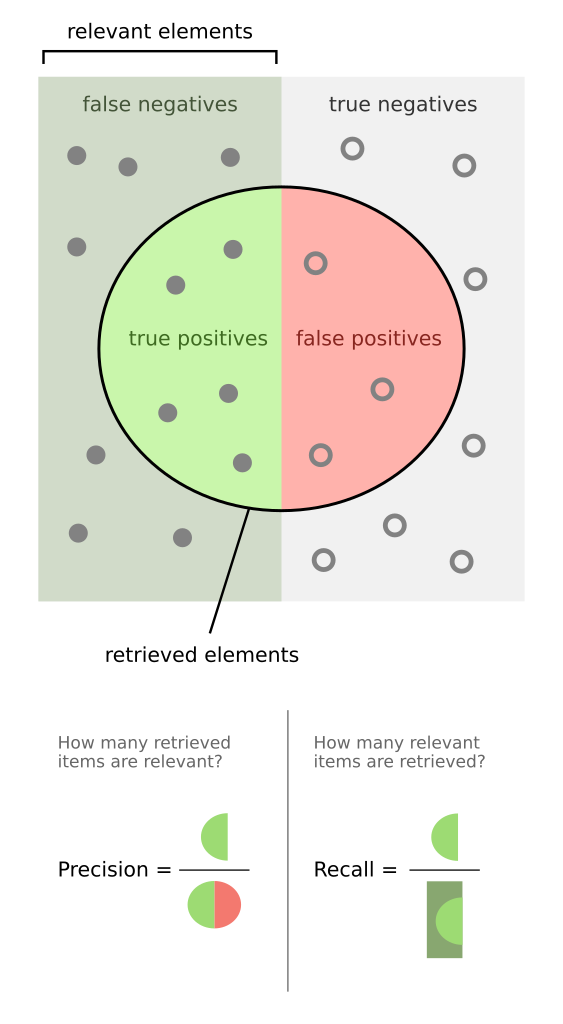 relevant elements
false negatives
true negatives
true positives
false positives
retrieved elements
How many retrieved
items are relevant?
How many relevant
items are retrieved?
Precision =
Recall =